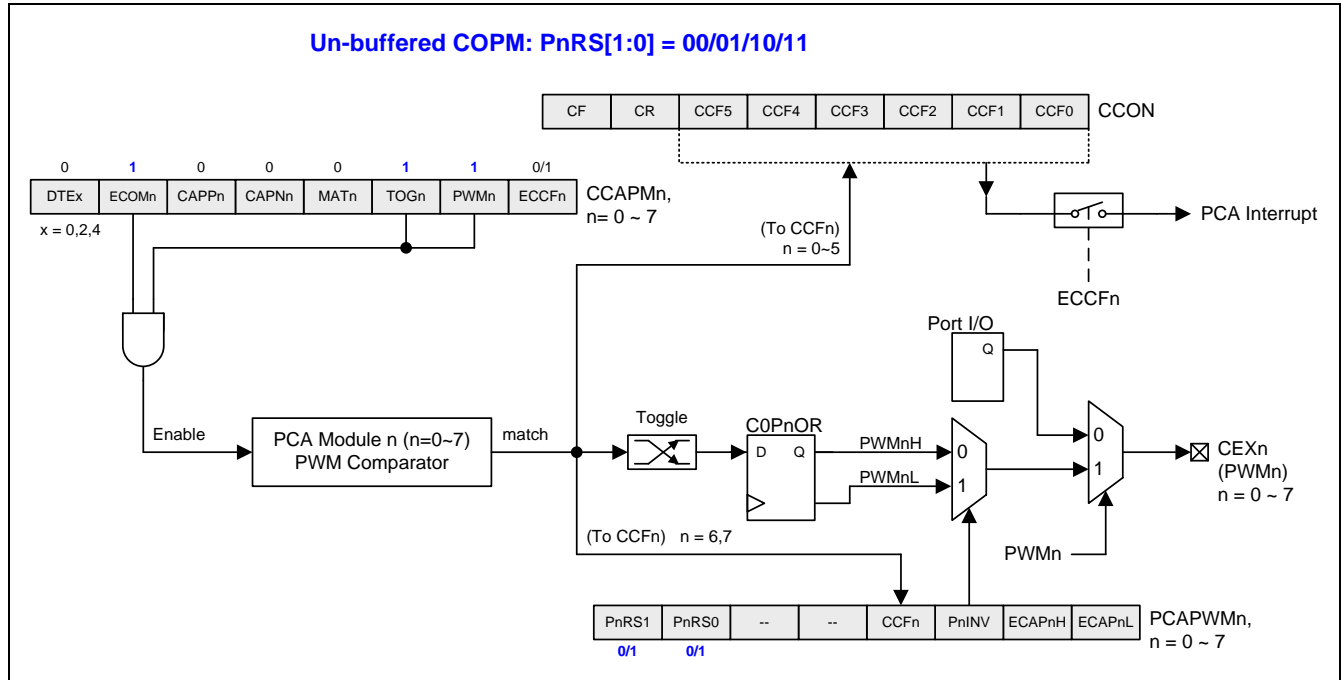 Un-buffered COPM: PnRS[1:0] = 00/01/10/11
CF CR CCF5 CCF4 CCF3 CCF2 CCF1 CCF0 CCON
0 1 0 0 0 1 1 0/1
DTEx ECOMn CAPPn CAPNn MATn TOGn PWMn ECCFn CCAPMn,
n= 0 ~ 7
x = 0,2,4
(To CCFn)
n = 0~5
PCA Interrupt
ECCFn
Port I/O
Q
Enable
PCA Module n (n=0~7)
PWM Comparator
match
Toggle
C0PnOR
D Q
PWMnH
PWMnL
0
1
0
1
CEXn
(PWMn)
n = 0 ~ 7
(To CCFn) n = 6,7
PWMn
PnRS1 PnRS0 -- -- CCFn PnINV ECAPnH ECAPnL PCAPWMn,
n = 0 ~ 7
0/1 0/1